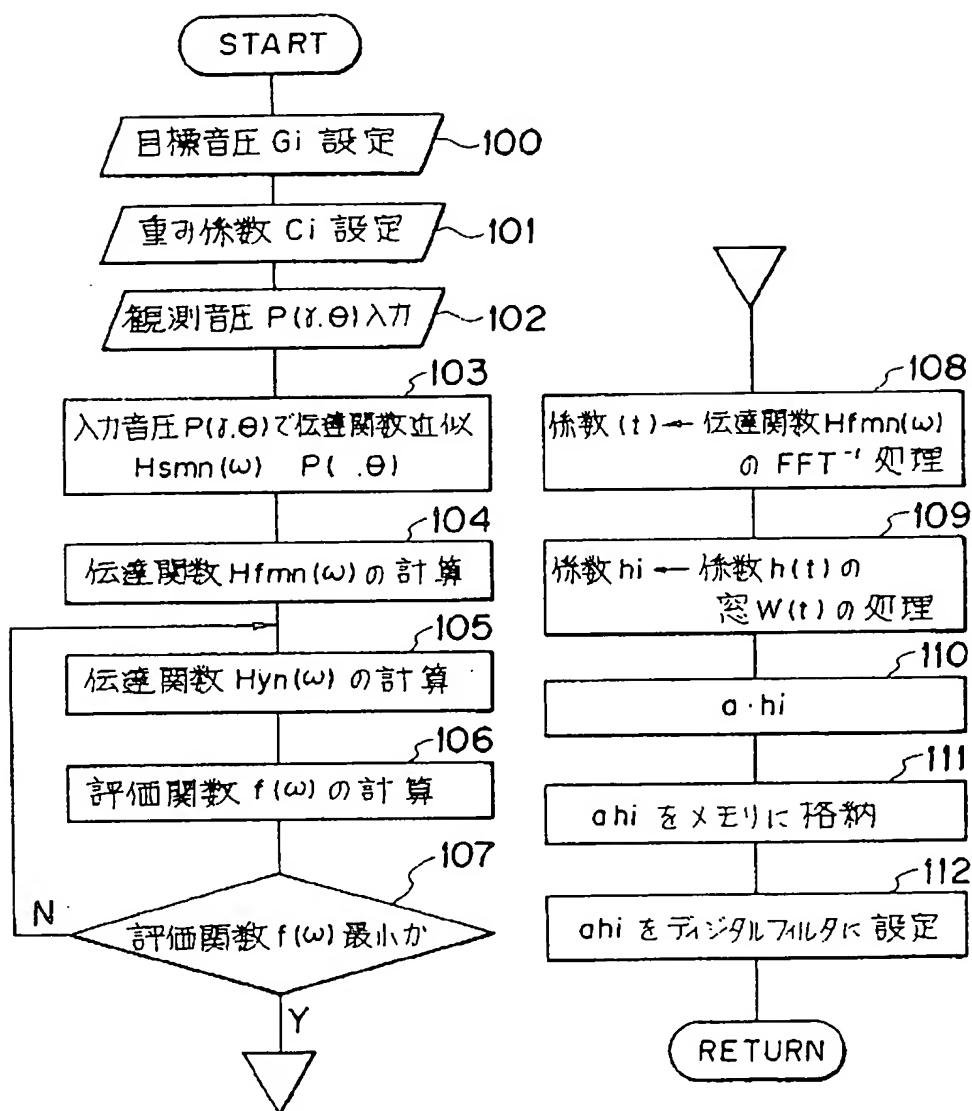 START
目標音圧 Gi 設定
100
重み係数 Ci 設定
101
観測音圧 P(γ.θ)入力
102
103
入力音圧P(γ.θ)で伝達関数近似
Hsmn(ω) P( .θ)
104
伝達関数 Hfmn(ω) の計算
105
伝達関数 Hyn(ω) の計算
106
評価関数 f(ω) の計算
107
N
評価関数 f(ω) 最小か
Y
108
係数(t) ← 伝達関数Hfmn(ω)
の FFT⁻¹ 処理
109
係数 hi ← 係数 h(t) の
窓 W(t) の処理
110
a・hi
111
ahi をメモリに格納
112
ahi をディジタルフィルタに設定
RETURN